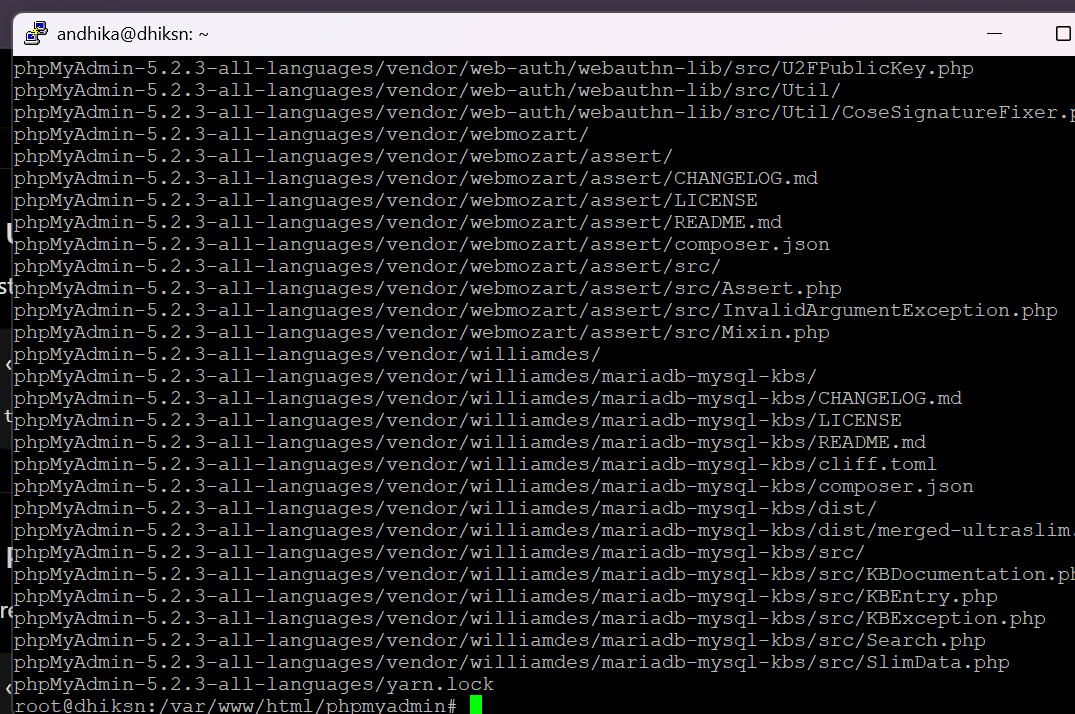 andhika@dhiksn: ~
phpMyAdmin-5.2.3-all-languages/vendor/web-auth/webauthn-lib/src/U2FPublicKey.php
phpMyAdmin-5.2.3-all-languages/vendor/web-auth/webauthn-lib/src/Util/
phpMyAdmin-5.2.3-all-languages/vendor/web-auth/webauthn-lib/src/Util/CoseSignatureFixer.p
phpMyAdmin-5.2.3-all-languages/vendor/webmozart/
phpMyAdmin-5.2.3-all-languages/vendor/webmozart/assert/
phpMyAdmin-5.2.3-all-languages/vendor/webmozart/assert/CHANGELOG.md
phpMyAdmin-5.2.3-all-languages/vendor/webmozart/assert/LICENSE
phpMyAdmin-5.2.3-all-languages/vendor/webmozart/assert/README.md
phpMyAdmin-5.2.3-all-languages/vendor/webmozart/assert/composer.json
phpMyAdmin-5.2.3-all-languages/vendor/webmozart/assert/src/
phpMyAdmin-5.2.3-all-languages/vendor/webmozart/assert/src/Assert.php
phpMyAdmin-5.2.3-all-languages/vendor/webmozart/assert/src/InvalidArgumentException.php
phpMyAdmin-5.2.3-all-languages/vendor/webmozart/assert/src/Mixin.php
phpMyAdmin-5.2.3-all-languages/vendor/williamdes/
phpMyAdmin-5.2.3-all-languages/vendor/williamdes/mariadb-mysql-kbs/
phpMyAdmin-5.2.3-all-languages/vendor/williamdes/mariadb-mysql-kbs/CHANGELOG.md
phpMyAdmin-5.2.3-all-languages/vendor/williamdes/mariadb-mysql-kbs/LICENSE
phpMyAdmin-5.2.3-all-languages/vendor/williamdes/mariadb-mysql-kbs/README.md
phpMyAdmin-5.2.3-all-languages/vendor/williamdes/mariadb-mysql-kbs/cliff.toml
phpMyAdmin-5.2.3-all-languages/vendor/williamdes/mariadb-mysql-kbs/composer.json
phpMyAdmin-5.2.3-all-languages/vendor/williamdes/mariadb-mysql-kbs/dist/
phpMyAdmin-5.2.3-all-languages/vendor/williamdes/mariadb-mysql-kbs/dist/merged-ultraslim.
phpMyAdmin-5.2.3-all-languages/vendor/williamdes/mariadb-mysql-kbs/src/
phpMyAdmin-5.2.3-all-languages/vendor/williamdes/mariadb-mysql-kbs/src/KBDocumentation.ph
phpMyAdmin-5.2.3-all-languages/vendor/williamdes/mariadb-mysql-kbs/src/KBEntry.php
phpMyAdmin-5.2.3-all-languages/vendor/williamdes/mariadb-mysql-kbs/src/KBException.php
phpMyAdmin-5.2.3-all-languages/vendor/williamdes/mariadb-mysql-kbs/src/Search.php
phpMyAdmin-5.2.3-all-languages/vendor/williamdes/mariadb-mysql-kbs/src/SlimData.php
phpMyAdmin-5.2.3-all-languages/yarn.lock
root@dhiksn:/var/www/html/phpmyadmin#